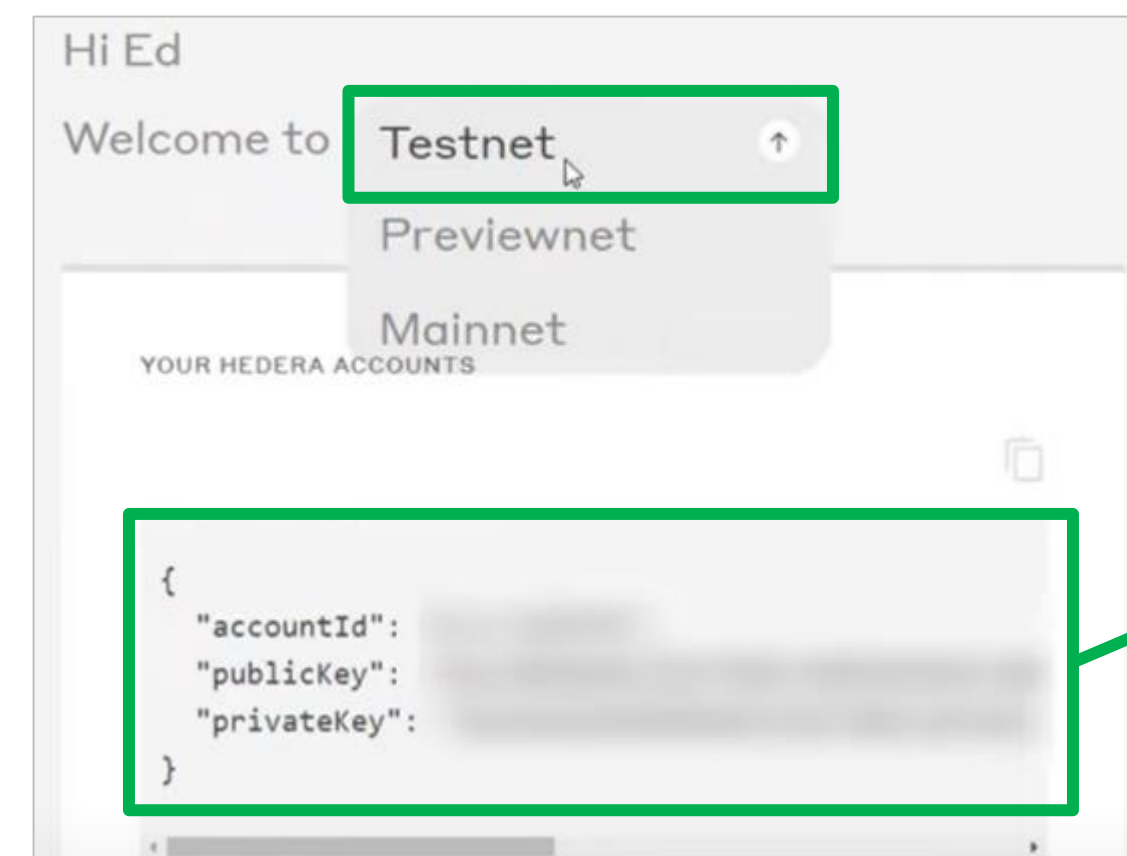 Hi Ed
Welcome to Testnet
Previewnet
Mainnet
YOUR HEDERA ACCOUNTS
{
"accountId":
"publicKey":
"privateKey":
}